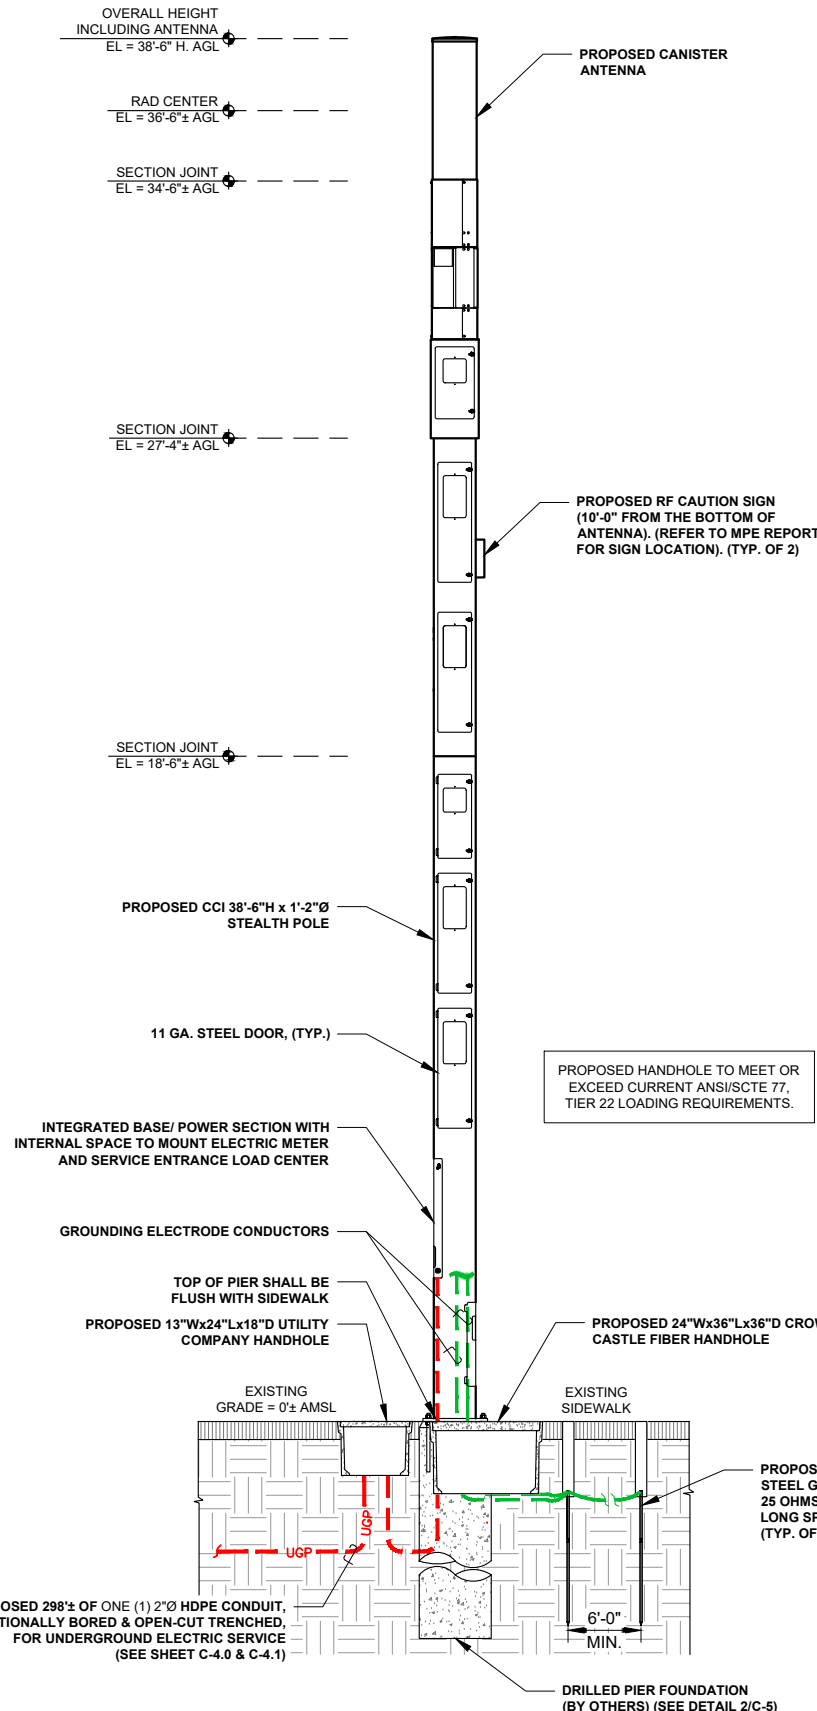 OVERALL HEIGHT
INCLUDING ANTENNA
EL = 38'-6" H. AGL
PROPOSED CANISTER
ANTENNA
RAD CENTER
EL = 36'-6"± AGL
SECTION JOINT
EL = 34'-6"± AGL
SECTION JOINT
EL = 27'-4"± AGL
PROPOSED RF CAUTION SIGN
(10'-0" FROM THE BOTTOM OF
ANTENNA). (REFER TO MPE REPORT
FOR SIGN LOCATION). (TYP. OF 2)
SECTION JOINT
EL = 18'-6"± AGL
PROPOSED CCI 38'-6"H x 1'-2"Ø
STEALTH POLE
11 GA. STEEL DOOR, (TYP.)
PROPOSED HANDHOLE TO MEET OR
EXCEED CURRENT ANSI/SCTE 77,
TIER 22 LOADING REQUIREMENTS.
INTEGRATED BASE/ POWER SECTION WITH
INTERNAL SPACE TO MOUNT ELECTRIC METER
AND SERVICE ENTRANCE LOAD CENTER
GROUNDING ELECTRODE CONDUCTORS
TOP OF PIER SHALL BE
FLUSH WITH SIDEWALK
PROPOSED 13"Wx24"Lx18"D UTILITY
COMPANY HANDHOLE
PROPOSED 24"Wx36"Lx36"D CROW
CASTLE FIBER HANDHOLE
EXISTING
GRADE = 0'± AMSL
EXISTING
SIDEWALK
PROPOS
STEEL G
25 OHMS
LONG SP
(TYP. OF
UGP
UGP
OSED 298'± OF ONE (1) 2"Ø HDPE CONDUIT,
TIONALLY BORED & OPEN-CUT TRENCHED,
FOR UNDERGROUND ELECTRIC SERVICE
(SEE SHEET C-4.0 & C-4.1)
6'-0"
MIN.
DRILLED PIER FOUNDATION
(BY OTHERS) (SEE DETAIL 2/C-5)